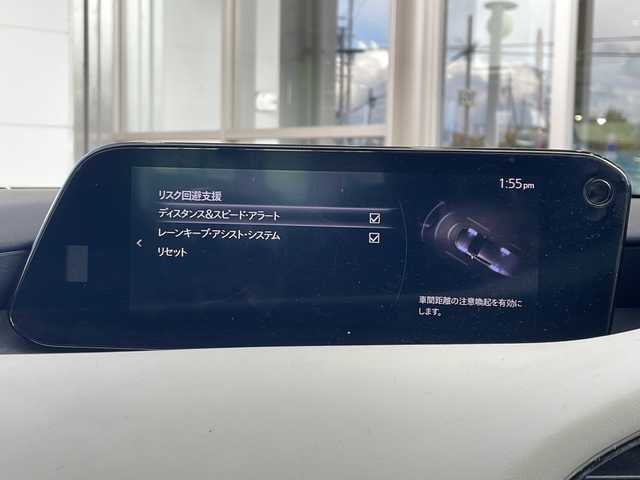 1:55pm
リスク回避支援
ディスタンス&スピード・アラート
レーンキープ・アシスト・システム
リセット
車間距離の注意喚起を有効に
します。